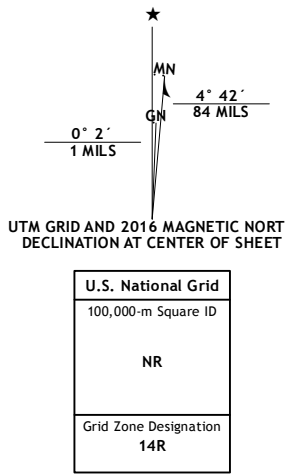 MN
GN
4° 42´
84 MILS
0° 2´
1 MILS
UTM GRID AND 2016 MAGNETIC NORT
DECLINATION AT CENTER OF SHEET
U.S. National Grid
100,000-m Square ID
NR
Grid Zone Designation
14R